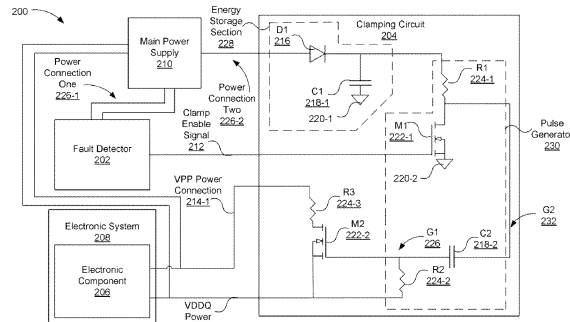 200
Energy
Storage
Section
228
Clamping Circuit
204
D1
216
Main Power
Supply
210
Power
Connection
One
226-1
Power
Connection
Two
226-2
C1
218-1
220-1
R1
224-1
Clamp
Enable
Signal
212
M1
222-1
Pulse
Generato
230
Fault Detector
202
220-2
VPP Power
Connection
214-1
R3
224-3
G2
232
M2
222-2
G1
226
C2
218-2
Electronic System
208
Electronic
Component
206
R2
224-2
VDDQ
Power